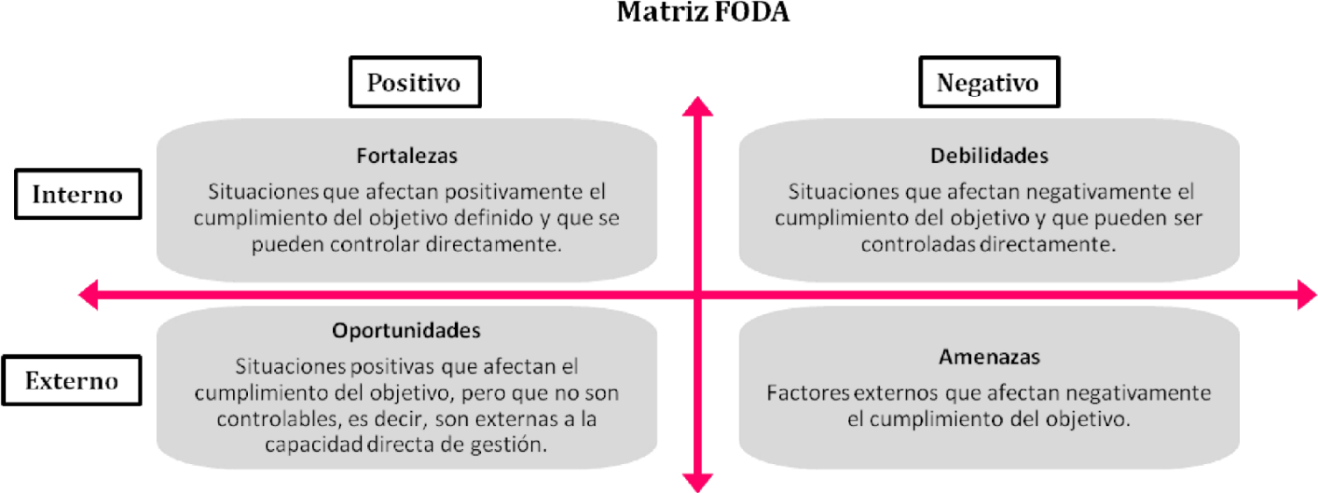 Matriz FODA
Positivo
Negativo
Interno
Fortalezas
Situaciones que afectan positivamente el
cumplimiento del objetivo definido y que se
pueden controlar directamente.
Debilidades
Situaciones que afectan negativamente el
cumplimiento del objetivo y que pueden ser
controladas directamente.
Externo
Oportunidades
Situaciones positivas que afectan el
cumplimiento del objetivo, pero que no son
controlables, es decir, son externas a la
capacidad directa de gestión.
Amenazas
Factores externos que afectan negativamente
el cumplimiento del objetivo.